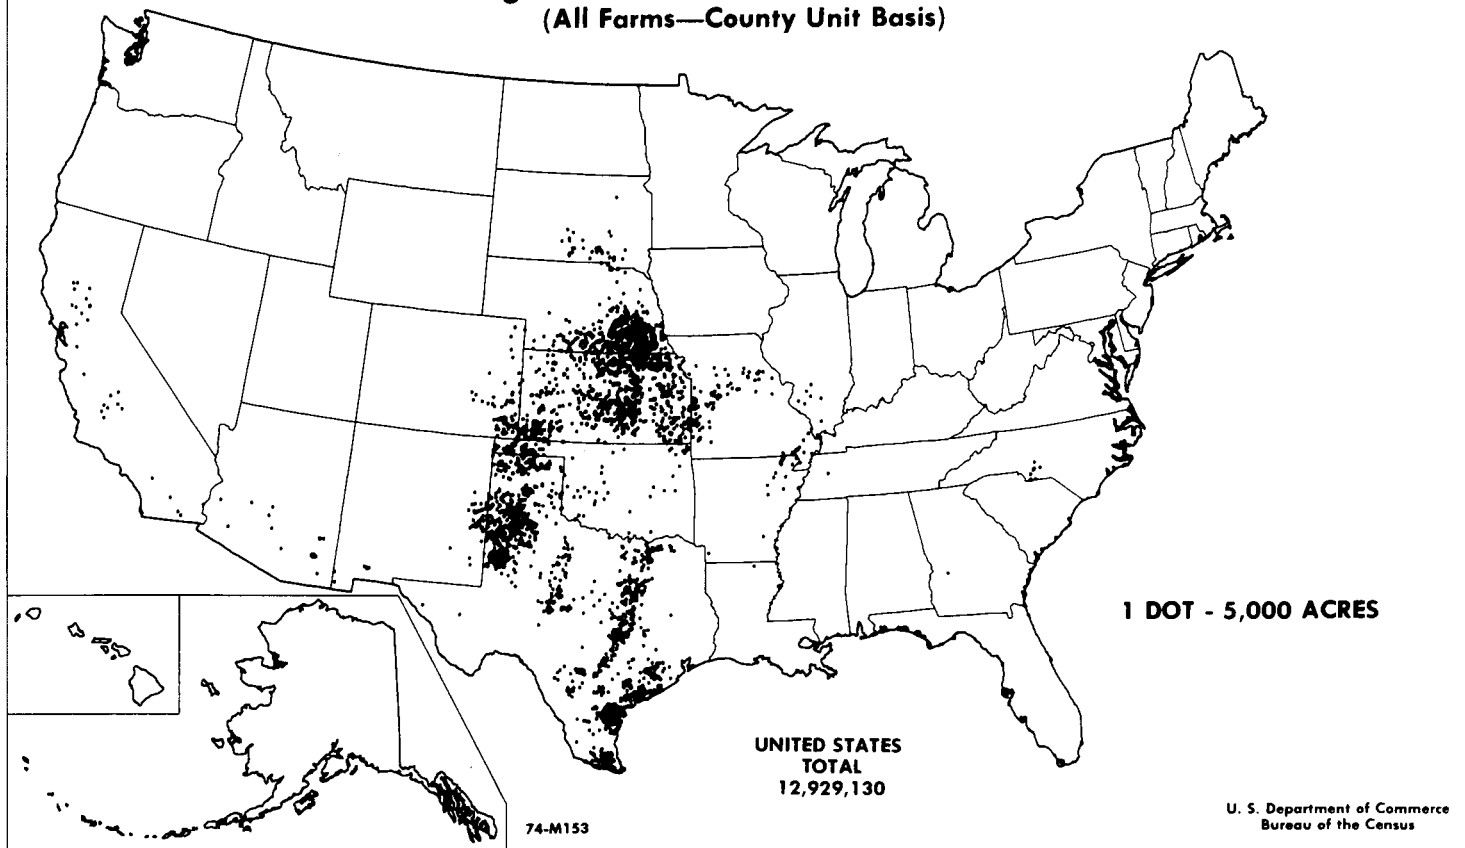 (All Farms—County Unit Basis)
1 DOT - 5,000 ACRES
UNITED STATES
TOTAL
12,929,130
74-M153
U. S. Department of Commerce
Bureau of the Census